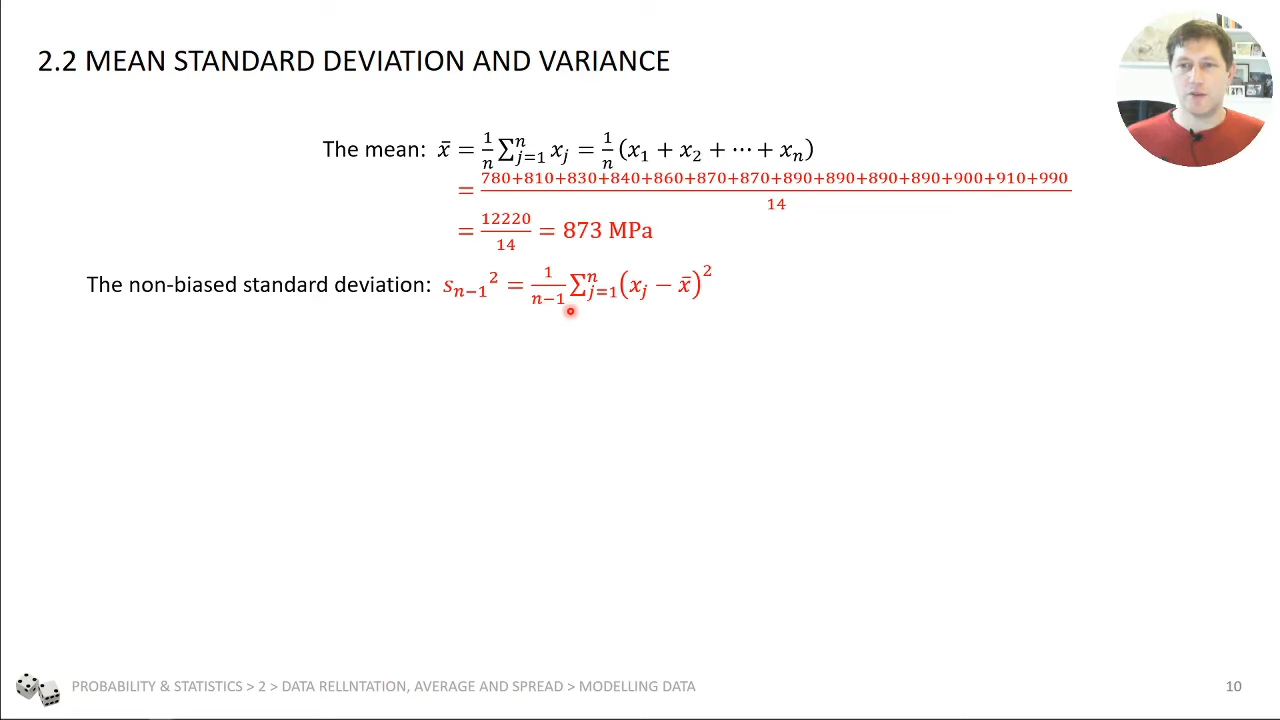 2.2 MEAN STANDARD DEVIATION AND VARIANCE
The mean: x̄ = 1/n ∑ⁿⱼ₌₁ xⱼ = 1/n (x₁ + x₂ + ⋯ + xₙ)
= 780+810+830+840+860+870+870+890+890+890+890+900+910+990 / 14
= 12220/14 = 873 MPa
The non-biased standard deviation: sₙ₋₁² = 1/(n−1) ∑ⁿⱼ₌₁ (xⱼ − x̄)²
PROBABILITY & STATISTICS > 2 > DATA RELLNTATION, AVERAGE AND SPREAD > MODELLING DATA
10